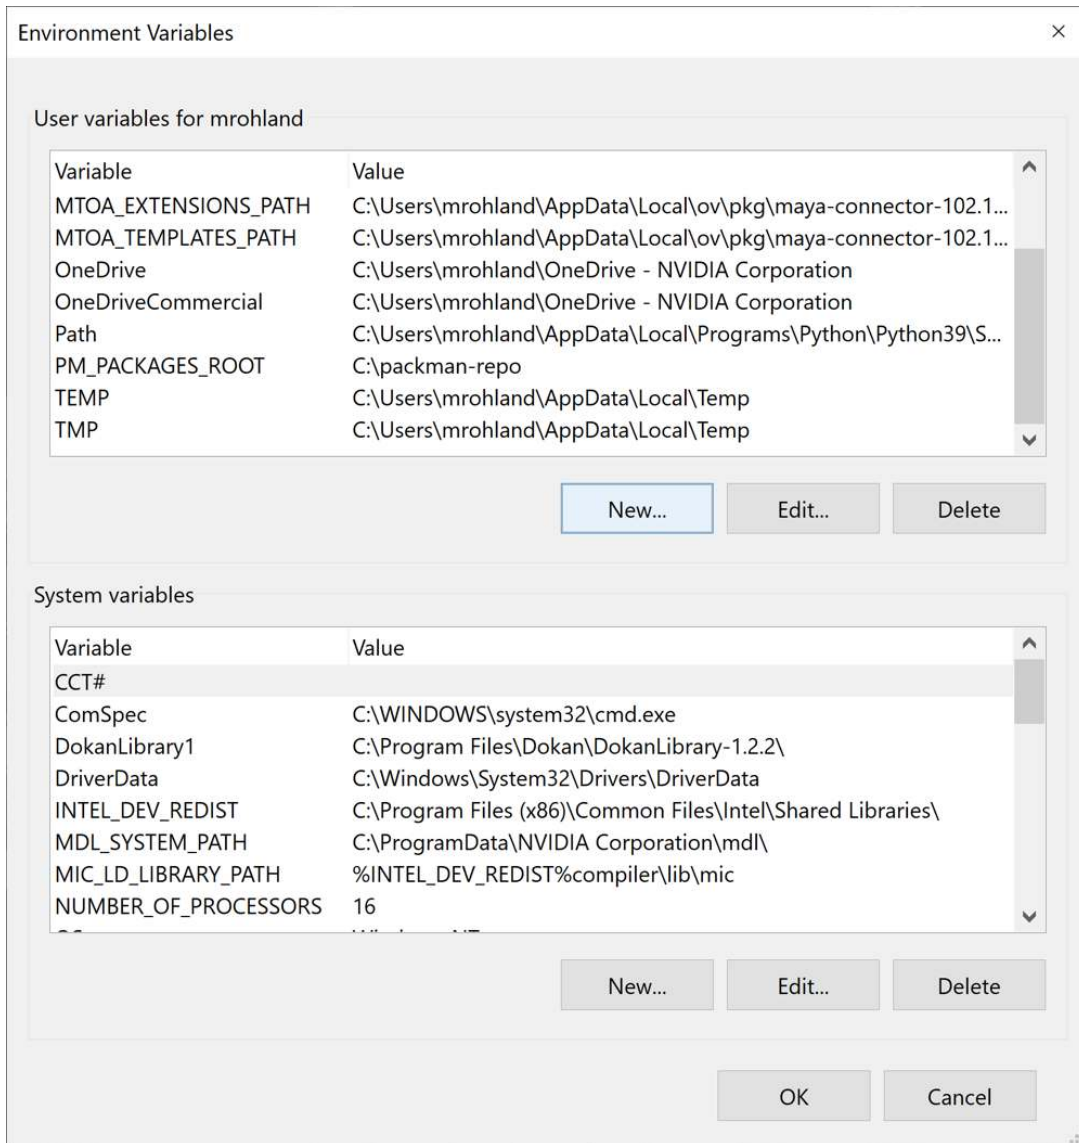 Environment Variables
User variables for mrohland
Variable Value
MTOA_EXTENSIONS_PATH C:\Users\mrohland\AppData\Local\ov\pkg\maya-connector-102.1...
MTOA_TEMPLATES_PATH C:\Users\mrohland\AppData\Local\ov\pkg\maya-connector-102.1...
OneDrive C:\Users\mrohland\OneDrive - NVIDIA Corporation
OneDriveCommercial C:\Users\mrohland\OneDrive - NVIDIA Corporation
Path C:\Users\mrohland\AppData\Local\Programs\Python\Python39\S...
PM_PACKAGES_ROOT C:\packman-repo
TEMP C:\Users\mrohland\AppData\Local\Temp
TMP C:\Users\mrohland\AppData\Local\Temp
New... Edit... Delete
System variables
Variable Value
CCT#
ComSpec C:\WINDOWS\system32\cmd.exe
DokanLibrary1 C:\Program Files\Dokan\DokanLibrary-1.2.2\
DriverData C:\Windows\System32\Drivers\DriverData
INTEL_DEV_REDIST C:\Program Files (x86)\Common Files\Intel\Shared Libraries\
MDL_SYSTEM_PATH C:\ProgramData\NVIDIA Corporation\mdl\
MIC_LD_LIBRARY_PATH %INTEL_DEV_REDIST%compiler\lib\mic
NUMBER_OF_PROCESSORS 16
New... Edit... Delete
OK Cancel